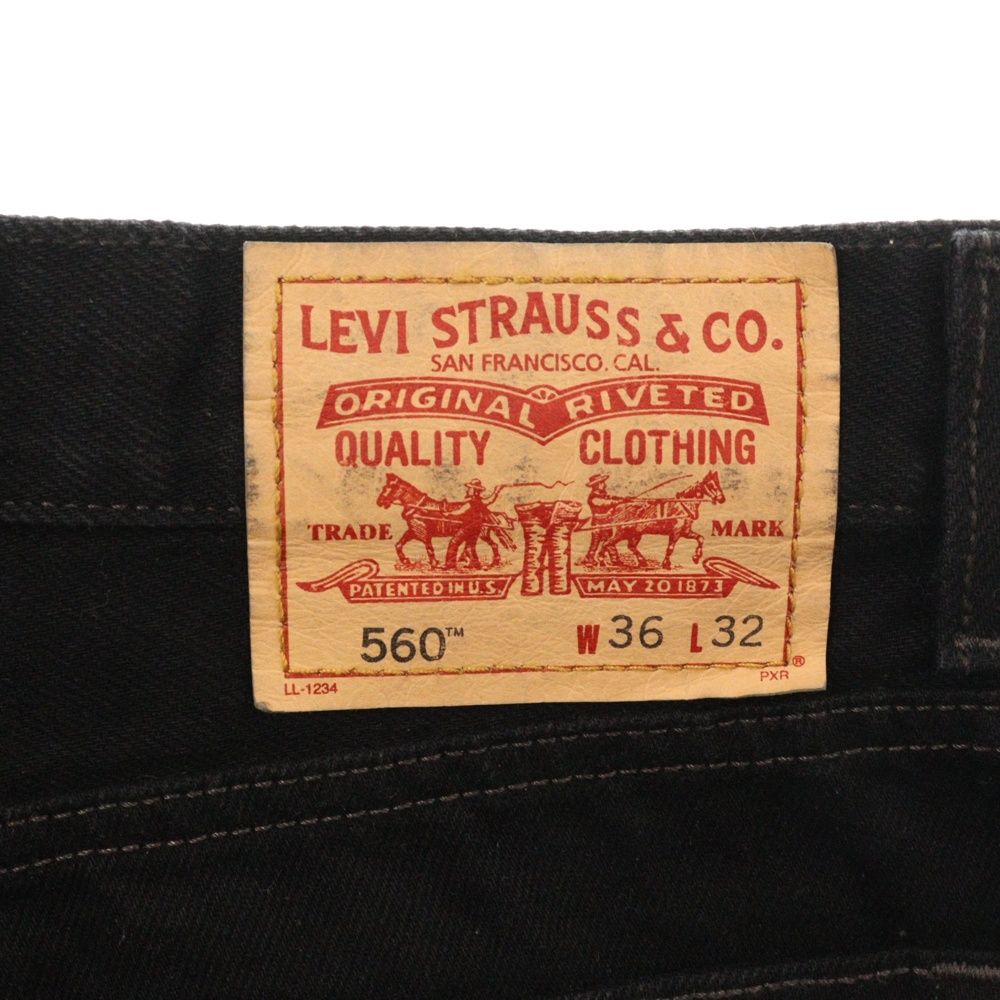 LEVI STRAUSS & CO.
SAN FRANCISCO, CAL.
ORIGINAL RIVETED
QUALITY CLOTHING
TRADE MARK
PATENTED IN U.S. MAY 20 1873
560™ W 36 L 32
LL-1234 PXR ®